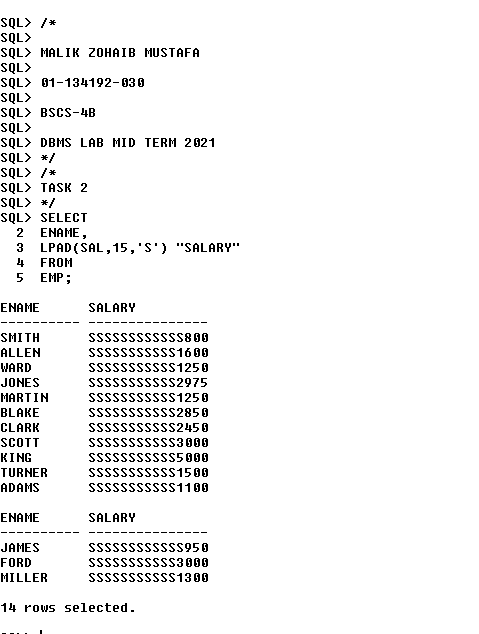 SQL> /*
SQL>
SQL> MALIK ZOHAIB MUSTAFA
SQL>
SQL> 01-134192-030
SQL>
SQL> BSCS-4B
SQL>
SQL> DBMS LAB MID TERM 2021
SQL> */
SQL> /*
SQL> TASK 2
SQL> */
SQL> SELECT
  2  ENAME,
  3  LPAD(SAL,15,'S') "SALARY"
  4  FROM
  5  EMP;

ENAME      SALARY
---------- ---------------
SMITH      SSSSSSSSSSSS800
ALLEN      SSSSSSSSSSS1600
WARD       SSSSSSSSSSS1250
JONES      SSSSSSSSSSS2975
MARTIN     SSSSSSSSSSS1250
BLAKE      SSSSSSSSSSS2850
CLARK      SSSSSSSSSSS2450
SCOTT      SSSSSSSSSSS3000
KING       SSSSSSSSSSS5000
TURNER     SSSSSSSSSSS1500
ADAMS      SSSSSSSSSSS1100

ENAME      SALARY
---------- ---------------
JAMES      SSSSSSSSSSSS950
FORD       SSSSSSSSSSS3000
MILLER     SSSSSSSSSSS1300

14 rows selected.